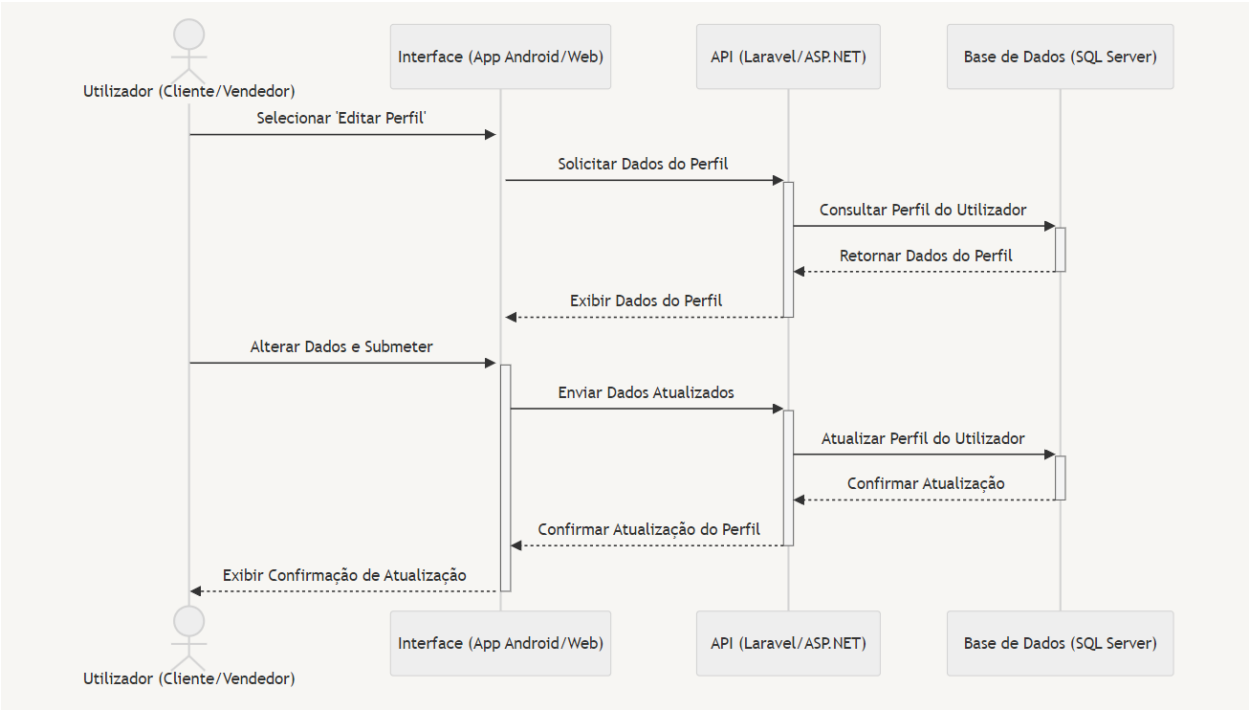 Interface (App Android/Web)
API (Laravel/ASP.NET)
Base de Dados (SQL Server)
Utilizador (Cliente/Vendedor)
Selecionar 'Editar Perfil'
Solicitar Dados do Perfil
Consultar Perfil do Utilizador
Retornar Dados do Perfil
Exibir Dados do Perfil
Alterar Dados e Submeter
Enviar Dados Atualizados
Atualizar Perfil do Utilizador
Confirmar Atualização
Confirmar Atualização do Perfil
Exibir Confirmação de Atualização
Interface (App Android/Web)
API (Laravel/ASP.NET)
Base de Dados (SQL Server)
Utilizador (Cliente/Vendedor)